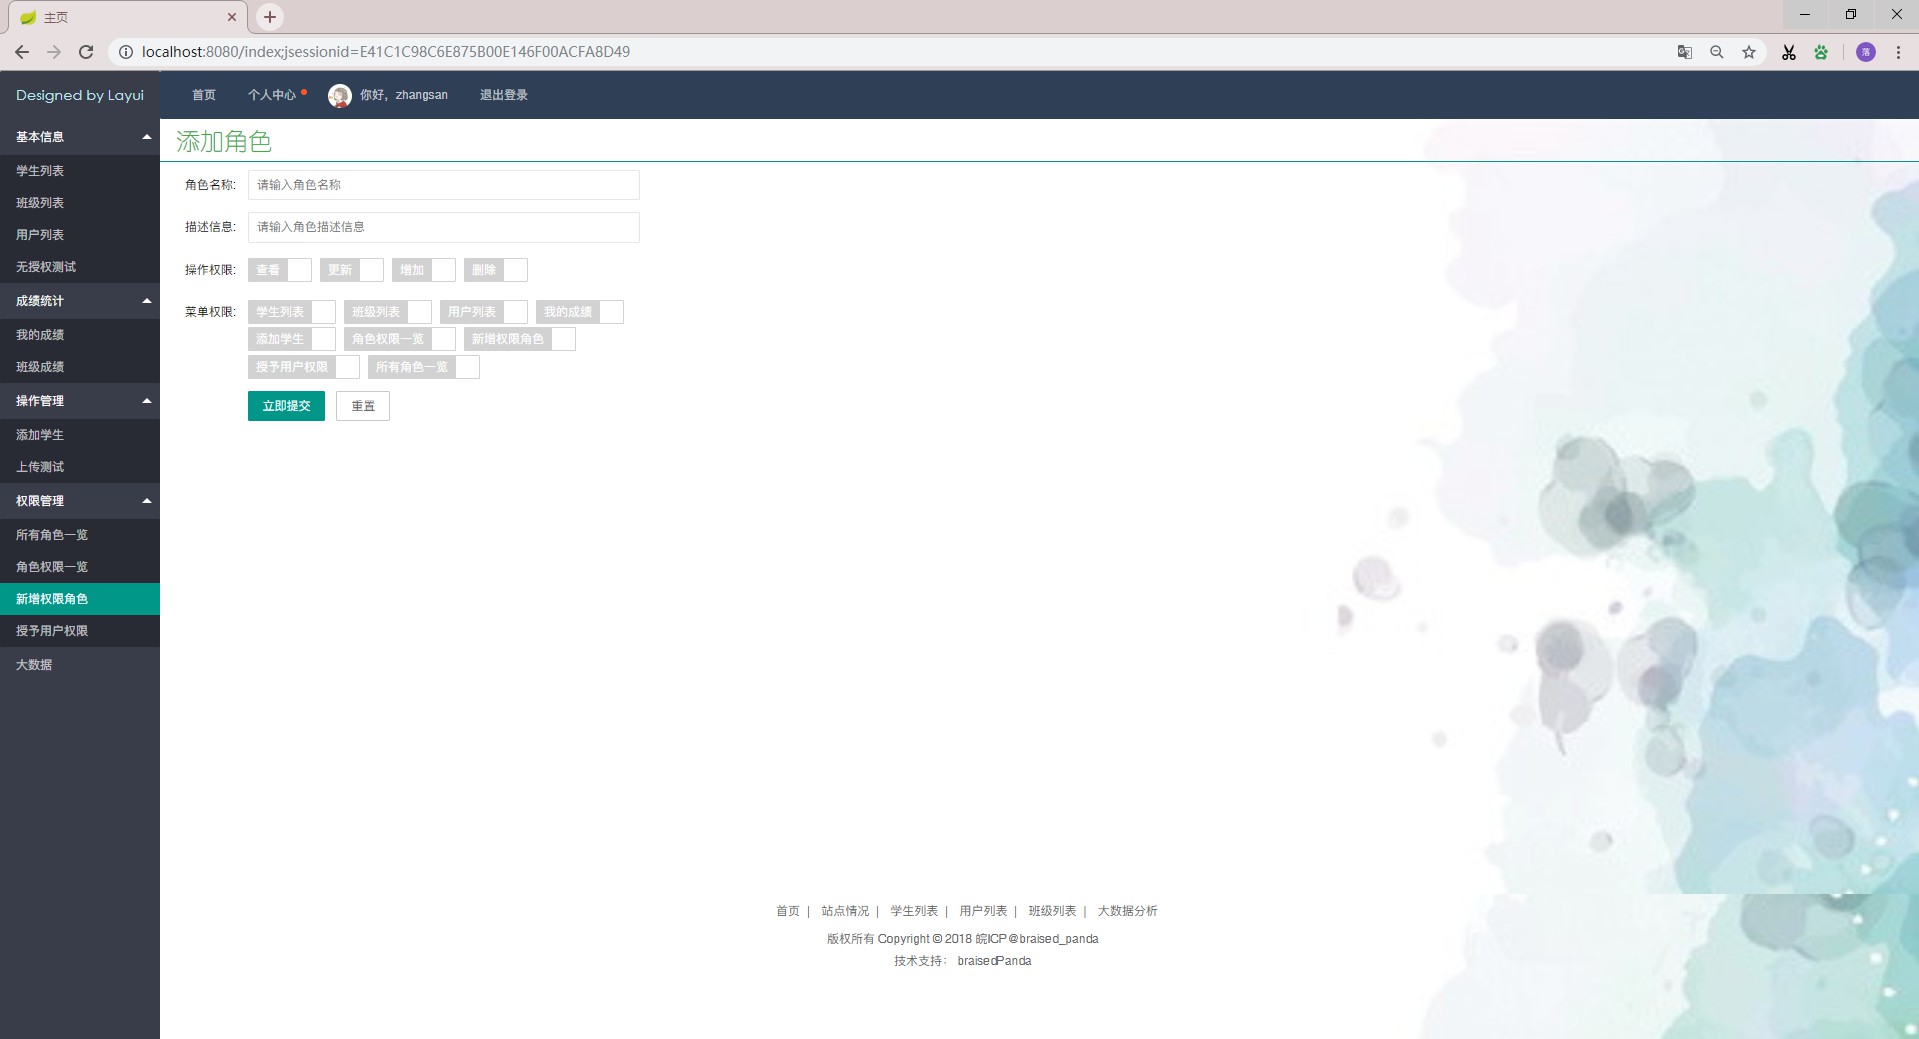 主页
localhost:8080/index;jsessionid=E41C1C98C6E875B00E146F00ACFA8D49
落
Designed by Layui
首页 个人中心 你好，zhangsan 退出登录
基本信息
学生列表
班级列表
用户列表
无授权测试
成绩统计
我的成绩
班级成绩
操作管理
添加学生
上传测试
权限管理
所有角色一览
角色权限一览
新增权限角色
授予用户权限
大数据
添加角色
角色名称: 请输入角色名称
描述信息: 请输入角色描述信息
操作权限: 查看 更新 增加 删除
菜单权限: 学生列表 班级列表 用户列表 我的成绩
添加学生 角色权限一览 新增权限角色
授予用户权限 所有角色一览
立即提交 重置
首页 | 站点情况 | 学生列表 | 用户列表 | 班级列表 | 大数据分析
版权所有 Copyright © 2018 皖ICP@braised_panda
技术支持： braisedPanda